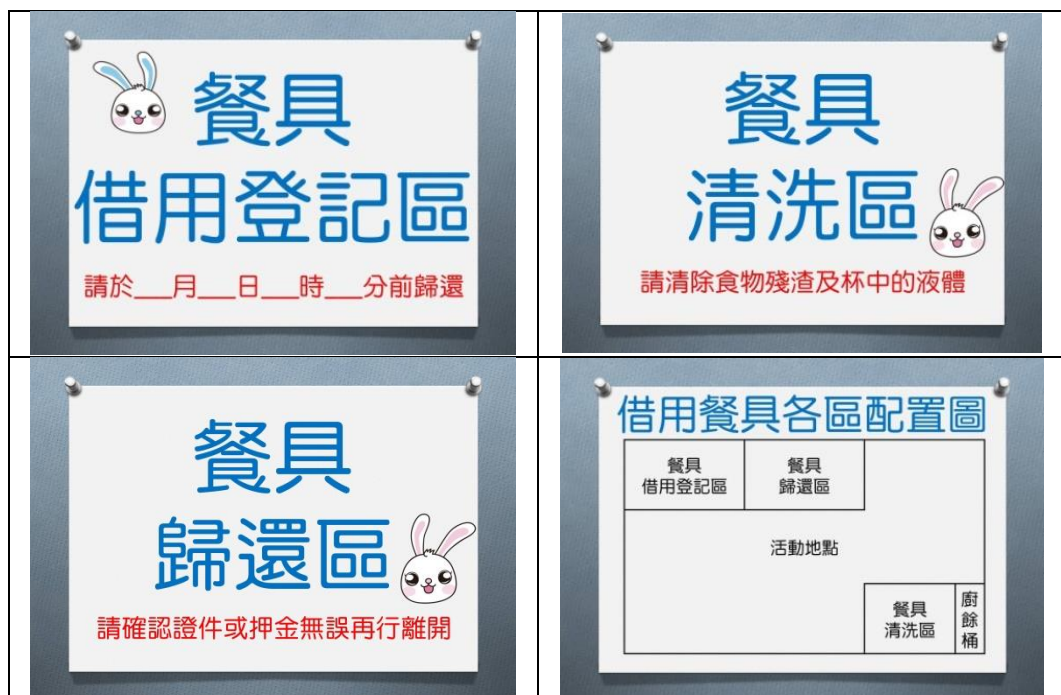 餐具
借用登記區
請於___月___日___時___分前歸還
餐具
清洗區
請清除食物殘渣及杯中的液體
餐具
歸還區
請確認證件或押金無誤再行離開
借用餐具各區配置圖
餐具
借用登記區
餐具
歸還區
活動地點
餐具
清洗區
廚餘桶